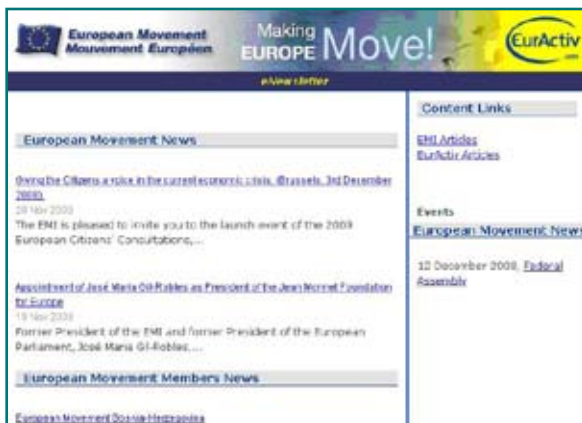 European Movement
Mouvement Européen
Making
EUROPE Move!
EurActiv
.com
eNewsletter
European Movement News
Giving the Citizens a voice in the current economic crisis, (Brussels, 3rd December
2008).
28 Nov 2008
The EMI is pleased to invite you to the launch event of the 2009
European Citizens' Consultations,...
Appointment of José Maria Gil-Robles as President of the Jean Monnet Foundation
for Europe
19 Nov 2008
Former President of the EMI and former President of the European
Parliament, José Maria Gil-Robles,...
European Movement Members News
European Movement Bosnia-Herzegovina
Content Links
EMI Articles
EurActiv Articles
Events
European Movement News
12 December 2008, Federal
Assembly